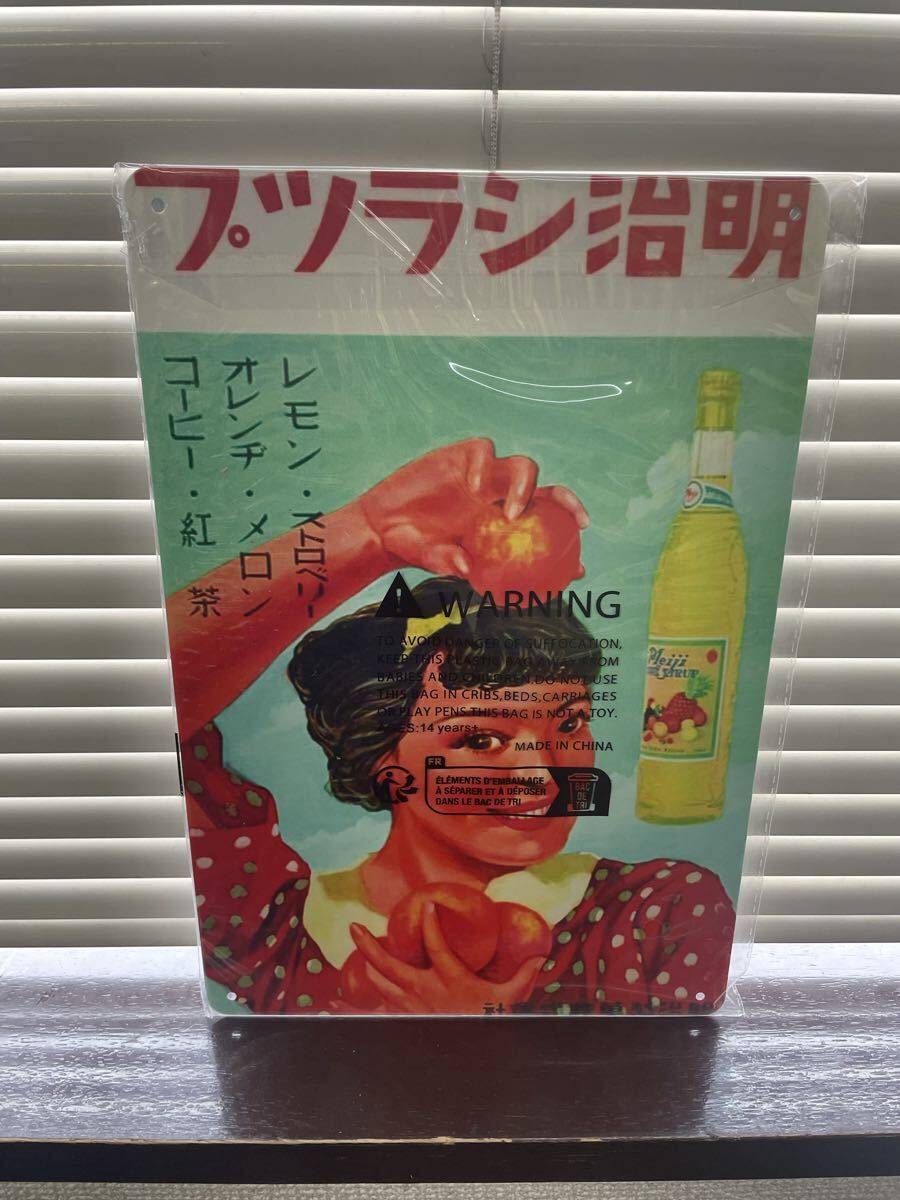 明治シラツプ
レモン・ストロベリー
オレンヂ・メロン
コーヒー・紅茶
Meiji
SYRUP
WARNING
TO AVOID DANGER OF SUFFOCATION,
KEEP THIS PLASTIC BAG AWAY FROM
BABIES AND CHILDREN.DO NOT USE
THIS BAG IN CRIBS,BEDS,CARRIAGES
OR PLAY PENS.THIS BAG IS NOT A TOY.
AGES:14 years+
MADE IN CHINA
FR
ÉLÉMENTS D'EMBALLAGE
À SÉPARER ET À DÉPOSER
DANS LE BAC DE TRI
BAC
DE
TRI